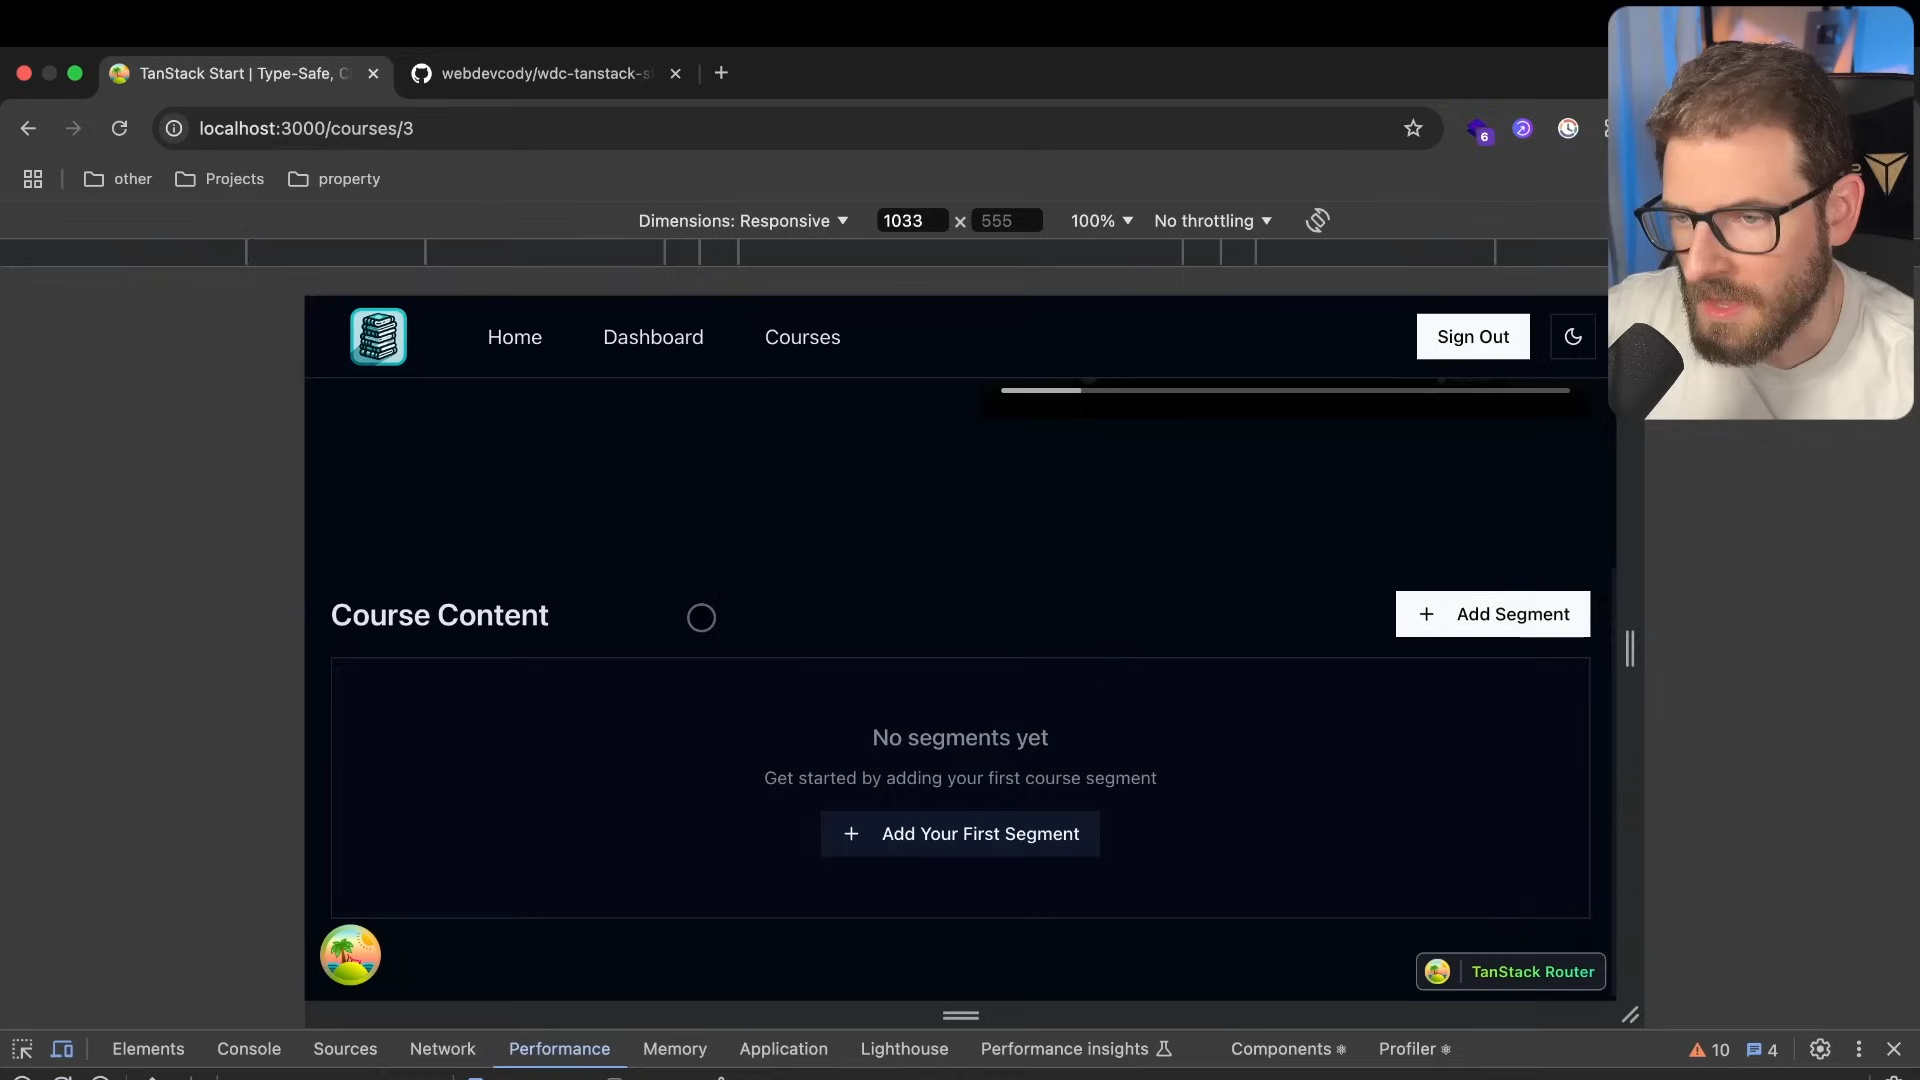 TanStack Start | Type-Safe, C
webdevcody/wdc-tanstack-s
localhost:3000/courses/3
6
other
Projects
property
Dimensions: Responsive
1033
555
100%
No throttling
Home
Dashboard
Courses
Sign Out
Course Content
Add Segment
No segments yet
Get started by adding your first course segment
Add Your First Segment
TanStack Router
Elements
Console
Sources
Network
Performance
Memory
Application
Lighthouse
Performance insights
Components
Profiler
10
4